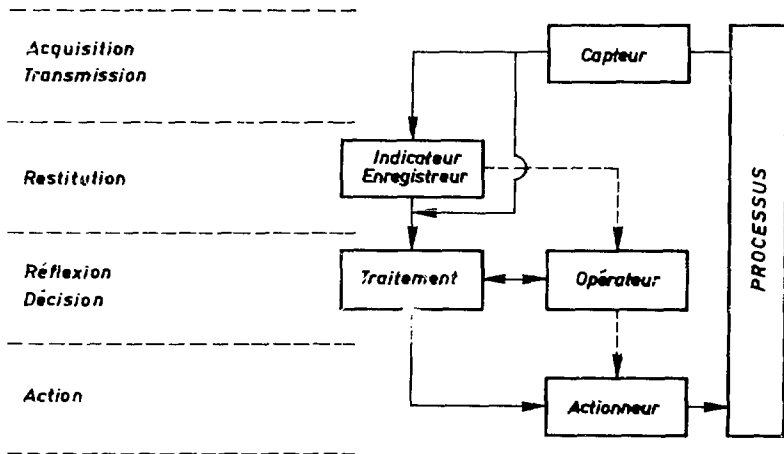 Acquisition
Transmission
Capteur
Indicateur
Enregistreur
Restitution
PROCESSUS
Réflexion
Décision
Traitement
Opérateur
Action
Actionneur